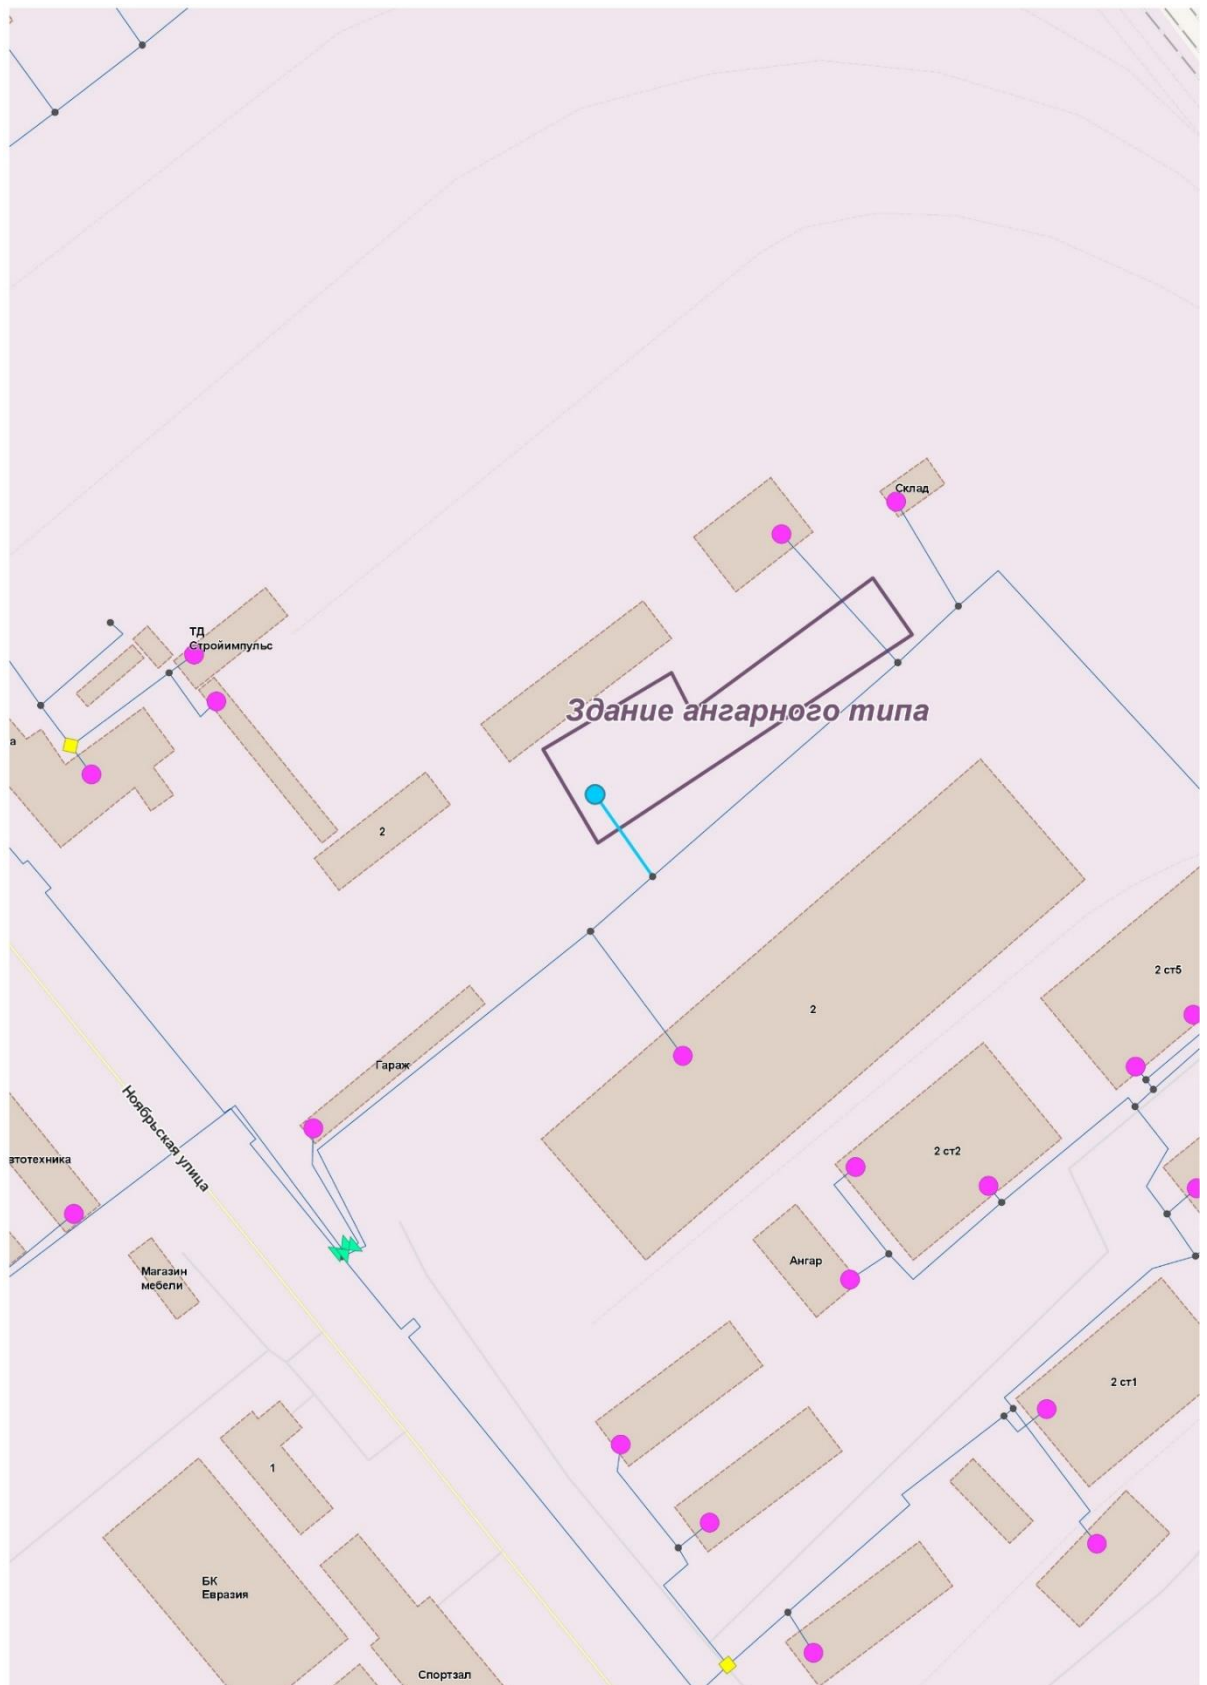 Склад
ТД
Стройимпульс
Здание ангарного типа
а
2
2 ст5
2
Гараж
Ноябрьская улица
2 ст2
втотехника
Ангар
Магазин
мебели
2 ст1
1
БК
Евразия
Спортзал